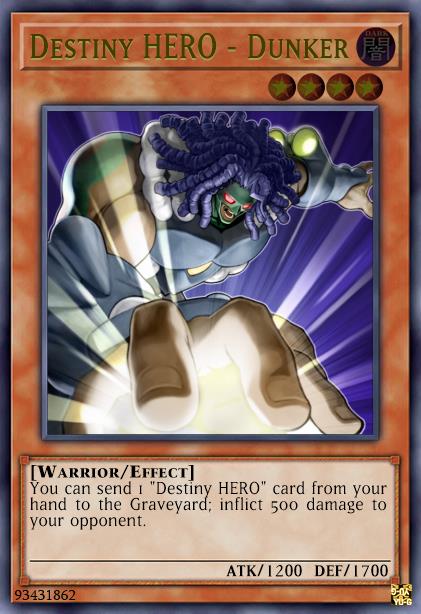 Destiny HERO - Dunker
DARK
闇
[Warrior/Effect]
You can send 1 "Destiny HERO" card from your
hand to the Graveyard; inflict 500 damage to
your opponent.
ATK/1200 DEF/1700
93431862